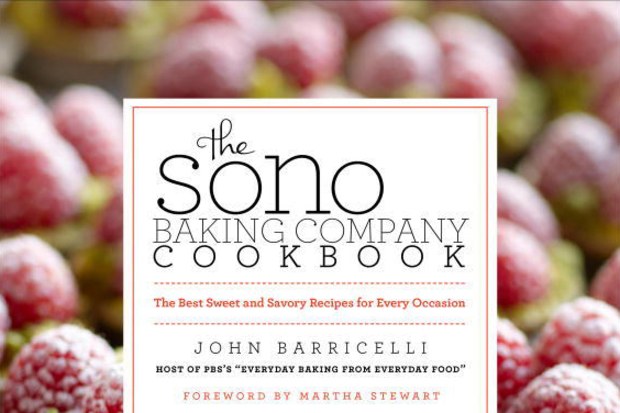 the
sono
BAKING COMPANY
COOKBOOK
The Best Sweet and Savory Recipes for Every Occasion
JOHN BARRICELLI
HOST OF PBS'S “EVERYDAY BAKING FROM EVERYDAY FOOD”
FOREWORD BY MARTHA STEWART